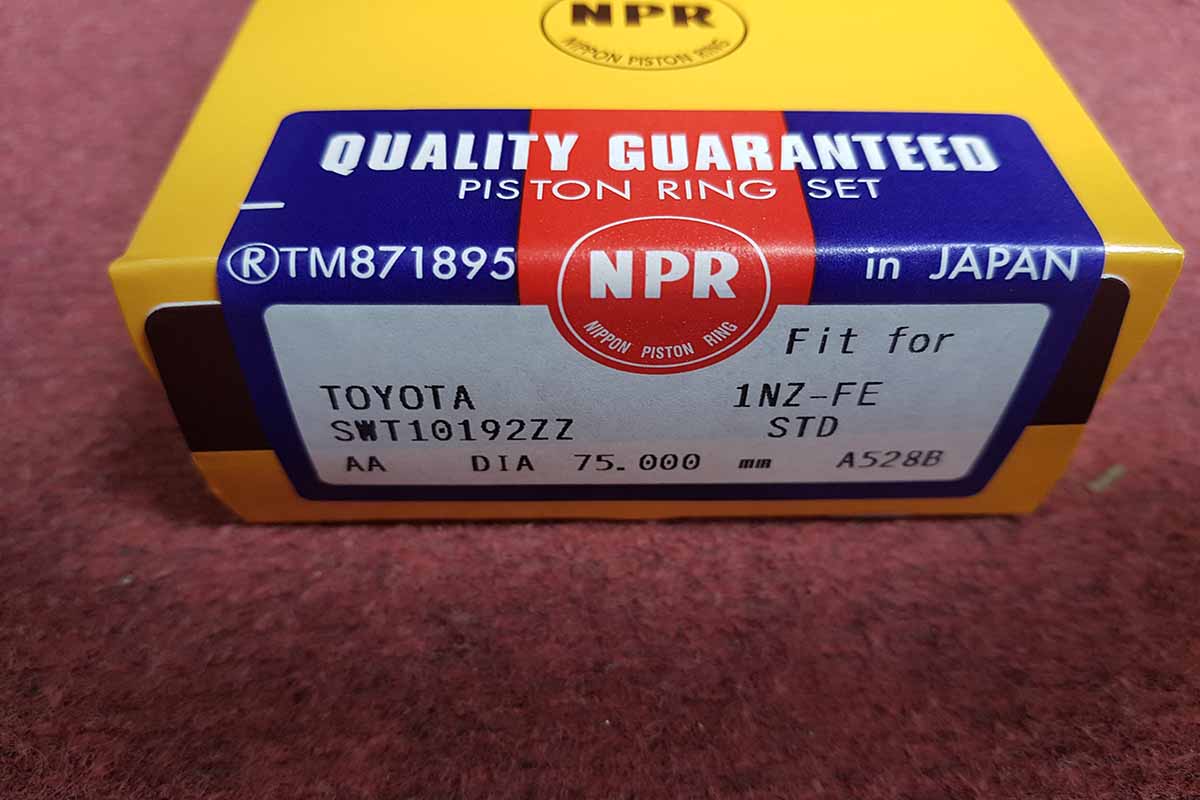 NPR
NIPPON PISTON RING
QUALITY GUARANTEED
PISTON RING SET
®TM871895
in JAPAN
NPR
NIPPON PISTON RING
Fit for
TOYOTA 1NZ-FE
SWT10192ZZ STD
AA DIA 75.000 mm A528B